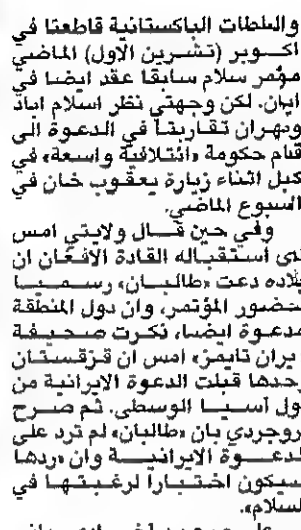 والسلطات الباكستانية قاطعتا في
اكتوبر (تشرين الاول) الماضي
مؤتمر سلام سابقا عقد ايضا في
ايران. لكن وجهتي نظر اسلام اباد
وطهران تقاربتا في الدعوة الى
قيام حكومة «ائتلافية واسعة» في
كبل اثناء زيارة يعقوب خان في
السبوع الماضي.
وفي حين قال ولايتي امس
لدى استقباله القادة الافغان ان
بلاده دعت «طالبان» رسميا
لحضور المؤتمر، وان دول المنطقة
مدعوة ايضا، ذكرت صحيفة
«ايران تايمز» امس ان قزقستان
وحدها قبلت الدعوة الايرانية من
دول آسيا الوسطى. ثم صرح
بروجردي بان «طالبان» لم ترد على
الدعوة الايرانية وان «ردها
سيكون اختبارا لرغبتها في
السلام».